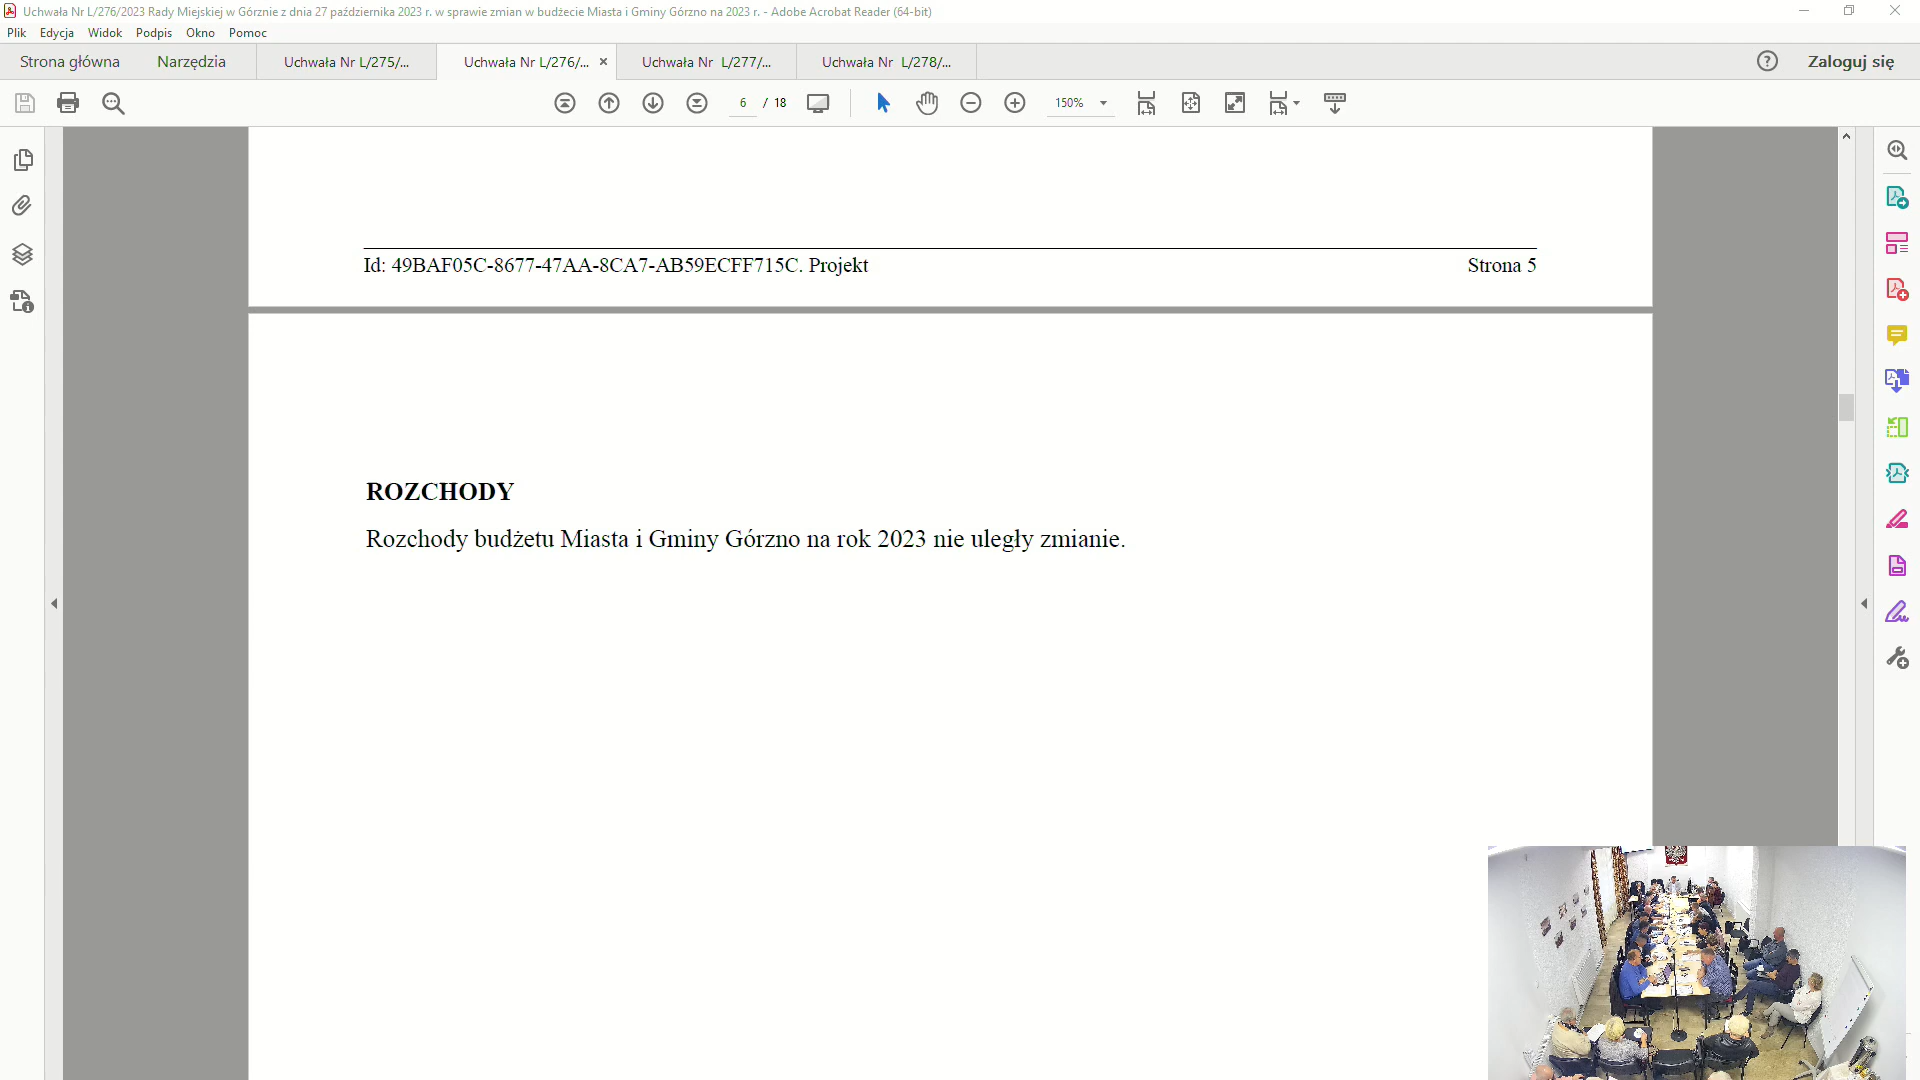 Uchwała Nr L/276/2023 Rady Miejskiej w Górznie z dnia 27 października 2023 r. w sprawie zmian w budżecie Miasta i Gminy Górzno na 2023 r. - Adobe Acrobat Reader (64-bit)
Plik Edycja Widok Podpis Okno Pomoc
Strona główna Narzędzia Uchwała Nr L/275/... Uchwała Nr L/276/... × Uchwała Nr L/277/... Uchwała Nr L/278/... Zaloguj się
6 / 18 150%
Id: 49BAF05C-8677-47AA-8CA7-AB59ECFF715C. Projekt Strona 5
ROZCHODY
Rozchody budżetu Miasta i Gminy Górzno na rok 2023 nie uległy zmianie.